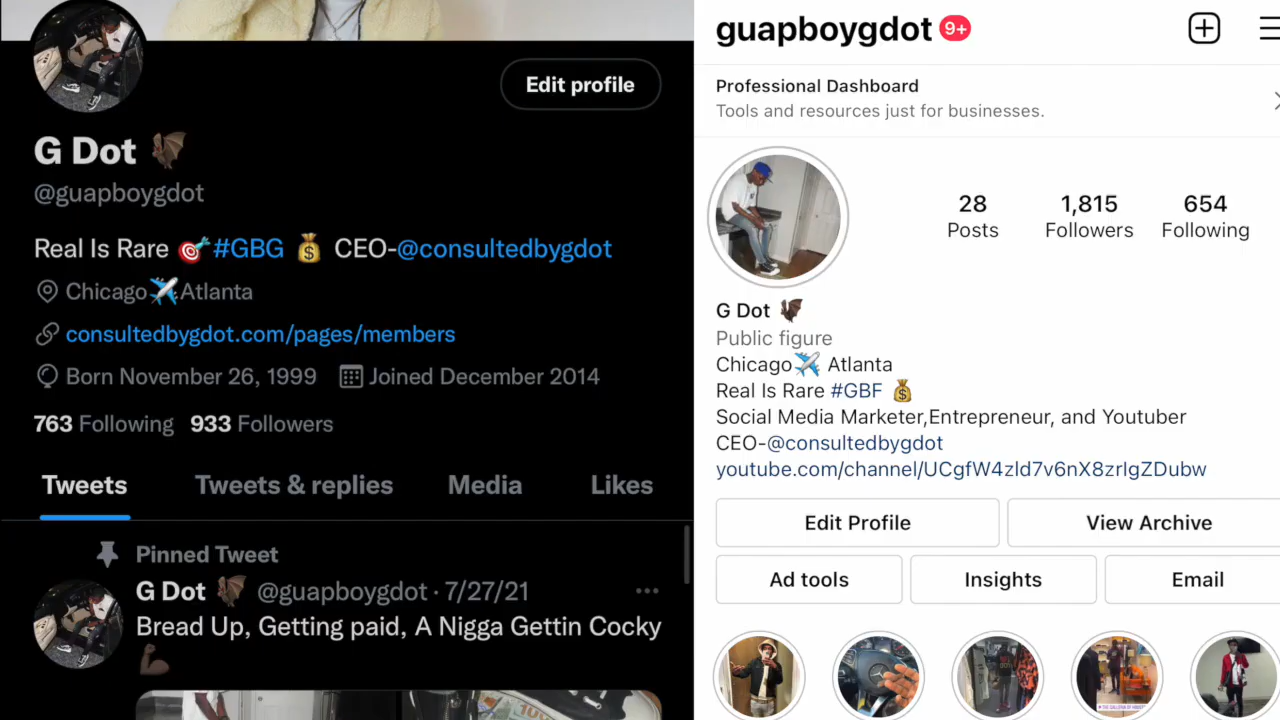 Edit profile
G Dot 🦇
@guapboygdot
Real Is Rare 🎯#GBG 💰 CEO-@consultedbygdot
Chicago✈️Atlanta
consultedbygdot.com/pages/members
Born November 26, 1999 Joined December 2014
763 Following 933 Followers
Tweets Tweets & replies Media Likes
Pinned Tweet
G Dot 🦇 @guapboygdot · 7/27/21 ···
Bread Up, Getting paid, A Nigga Gettin Cocky
💪🏾
guapboygdot 9+
Professional Dashboard
Tools and resources just for businesses.
28 1,815 654
Posts Followers Following
G Dot 🦇
Public figure
Chicago✈️ Atlanta
Real Is Rare #GBF 💰
Social Media Marketer,Entrepreneur, and Youtuber
CEO-@consultedbygdot
youtube.com/channel/UCgfW4zld7v6nX8zrIgZDubw
Edit Profile View Archive
Ad tools Insights Email